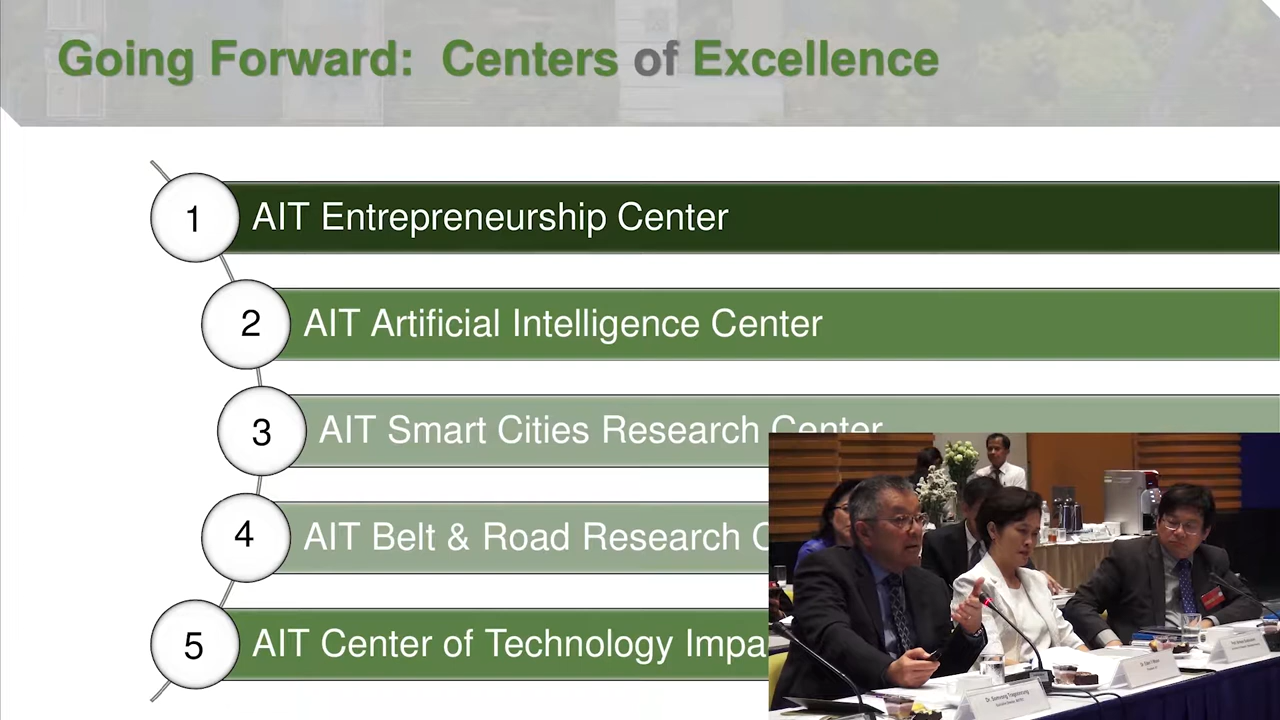 Going Forward: Centers of Excellence
1 AIT Entrepreneurship Center
2 AIT Artificial Intelligence Center
3 AIT Smart Cities Research Center
4 AIT Belt & Road Research
5 AIT Center of Technology